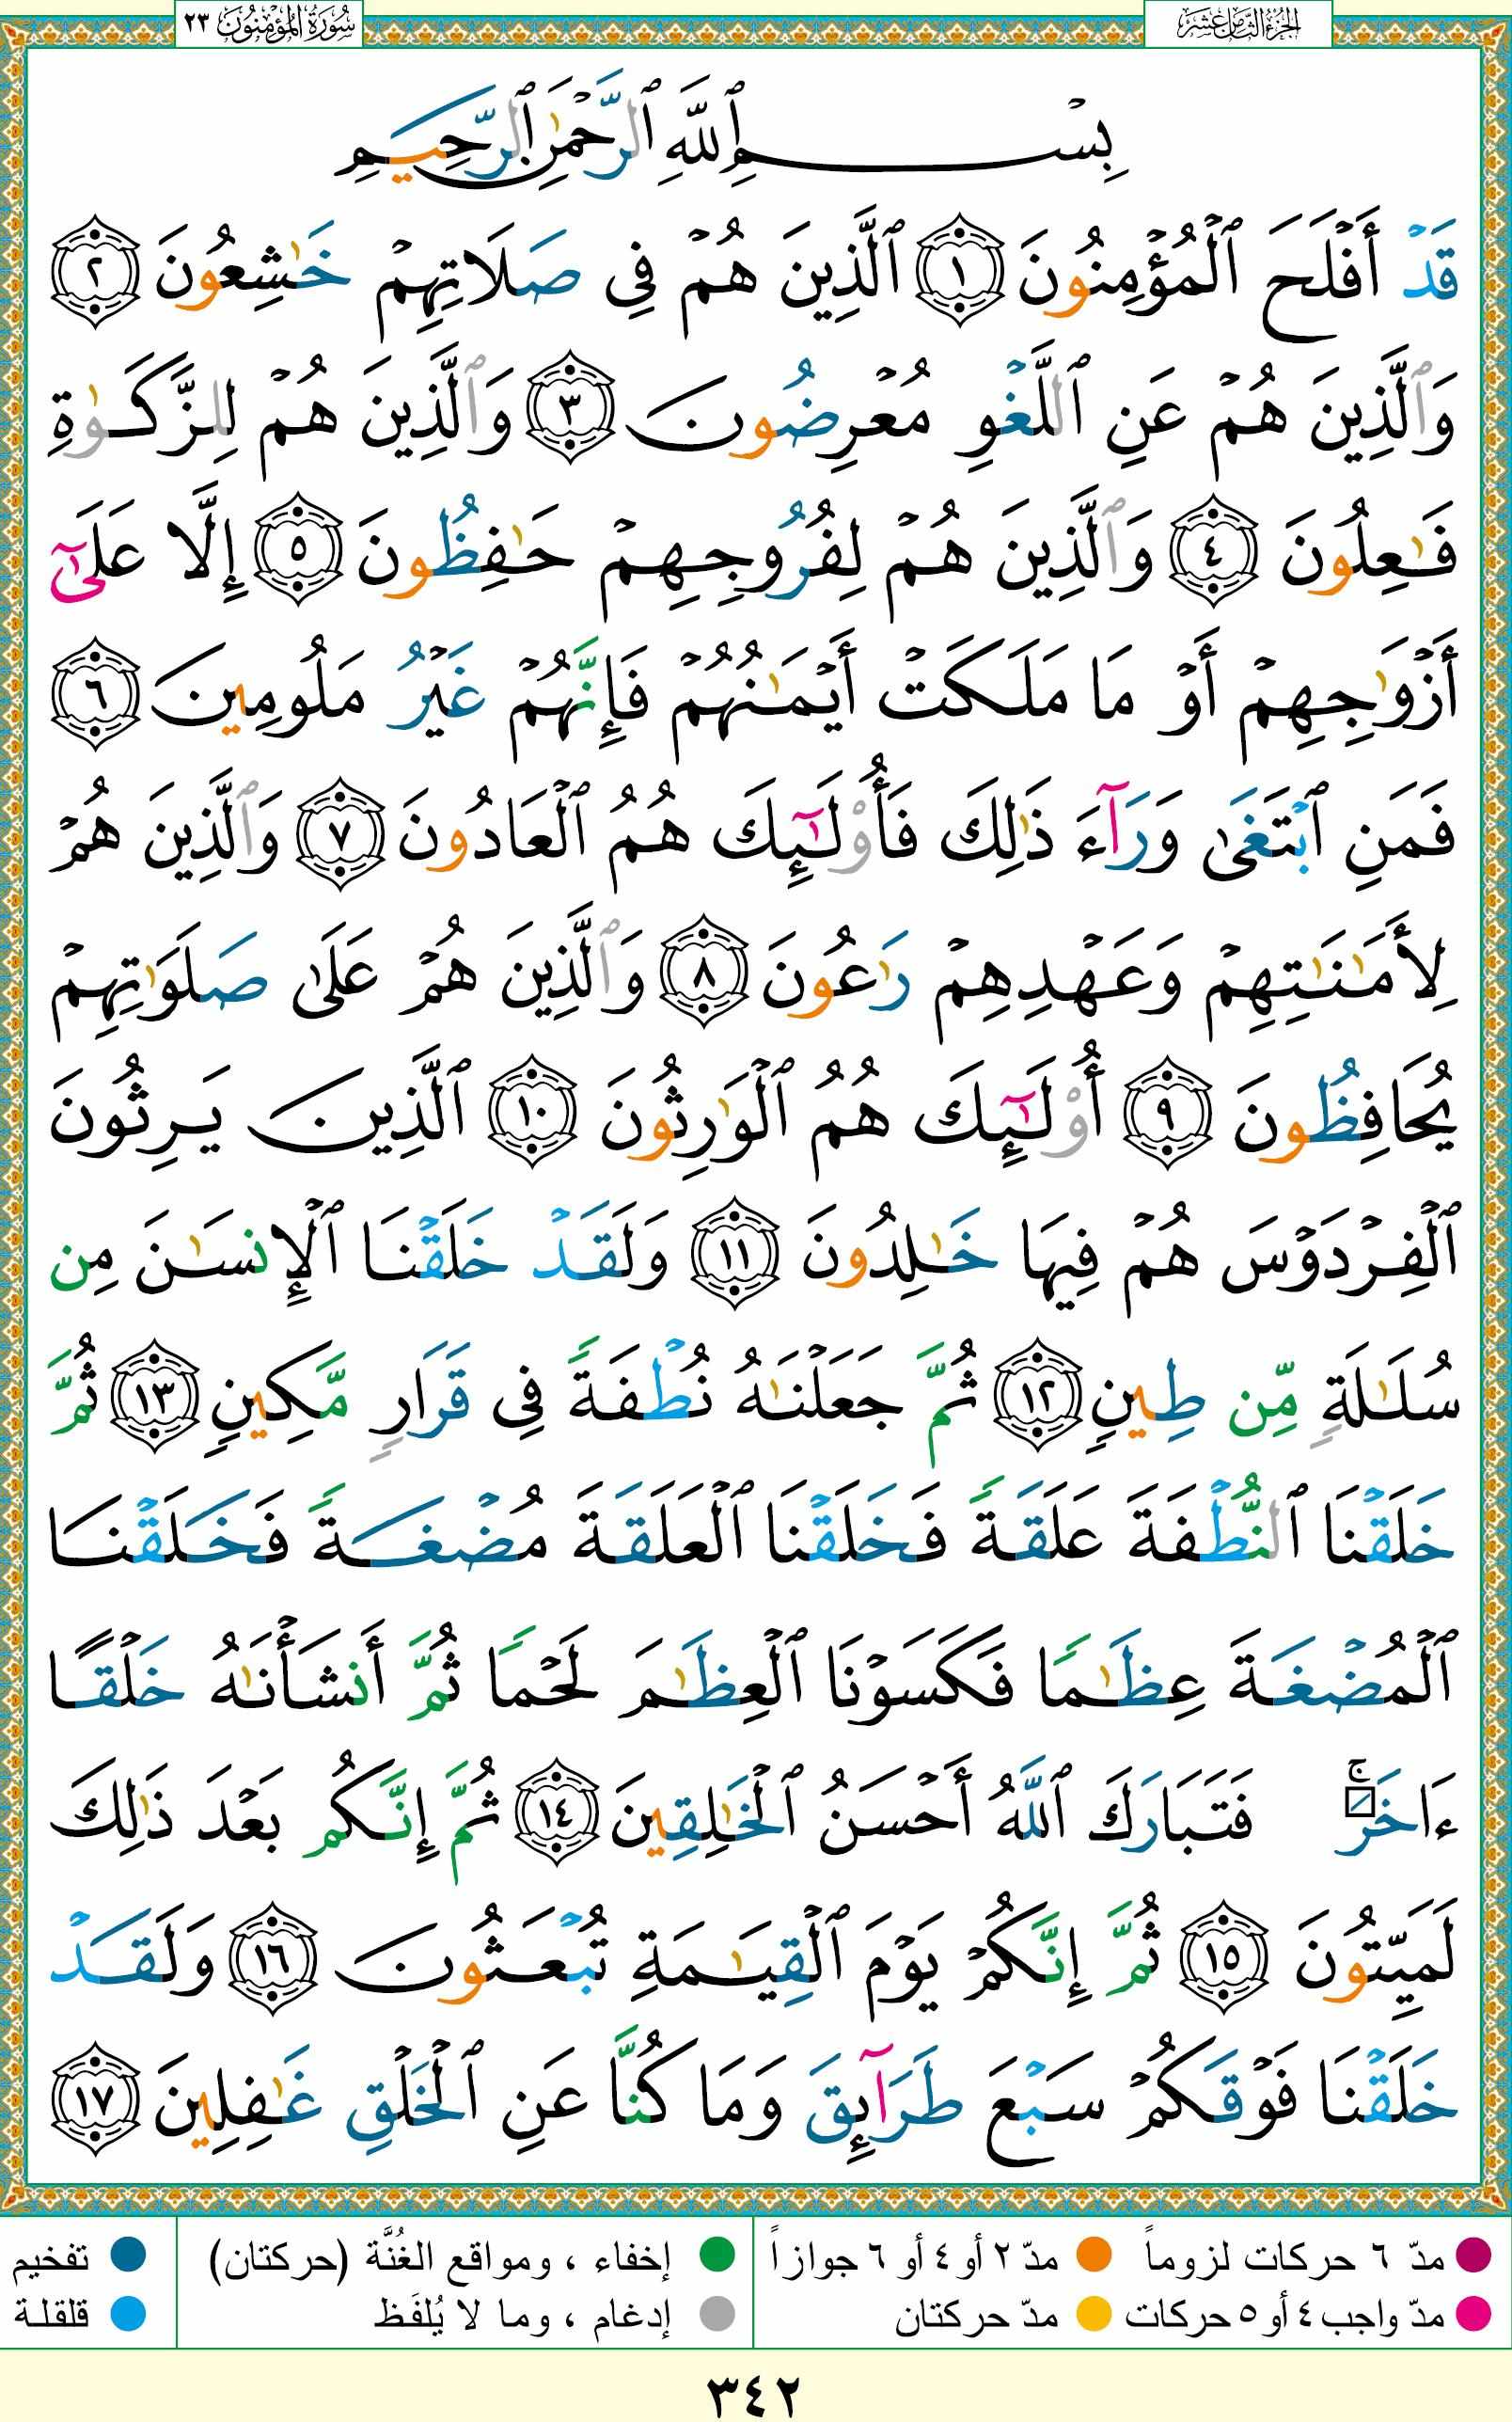 سُورَةُ المُؤْمِنُونَ ٢٣
الجُزءُ الثَّامِنُ عَشَر
بِسْمِ ٱللَّهِ ٱلرَّحْمَٰنِ ٱلرَّحِيمِ
قَدْ أَفْلَحَ ٱلْمُؤْمِنُونَ ١ ٱلَّذِينَ هُمْ فِى صَلَاتِهِمْ خَٰشِعُونَ ٢
وَٱلَّذِينَ هُمْ عَنِ ٱللَّغْوِ مُعْرِضُونَ ٣ وَٱلَّذِينَ هُمْ لِلزَّكَوٰةِ
فَٰعِلُونَ ٤ وَٱلَّذِينَ هُمْ لِفُرُوجِهِمْ حَٰفِظُونَ ٥ إِلَّا عَلَىٰٓ
أَزْوَٰجِهِمْ أَوْ مَا مَلَكَتْ أَيْمَٰنُهُمْ فَإِنَّهُمْ غَيْرُ مَلُومِينَ ٦
فَمَنِ ٱبْتَغَىٰ وَرَآءَ ذَٰلِكَ فَأُو۟لَٰٓئِكَ هُمُ ٱلْعَادُونَ ٧ وَٱلَّذِينَ هُمْ
لِأَمَٰنَٰتِهِمْ وَعَهْدِهِمْ رَٰعُونَ ٨ وَٱلَّذِينَ هُمْ عَلَىٰ صَلَوَٰتِهِمْ
يُحَافِظُونَ ٩ أُو۟لَٰٓئِكَ هُمُ ٱلْوَٰرِثُونَ ١٠ ٱلَّذِينَ يَرِثُونَ
ٱلْفِرْدَوْسَ هُمْ فِيهَا خَٰلِدُونَ ١١ وَلَقَدْ خَلَقْنَا ٱلْإِنسَٰنَ مِن
سُلَٰلَةٍ مِّن طِينٍ ١٢ ثُمَّ جَعَلْنَٰهُ نُطْفَةً فِى قَرَارٍ مَّكِينٍ ١٣ ثُمَّ
خَلَقْنَا ٱلنُّطْفَةَ عَلَقَةً فَخَلَقْنَا ٱلْعَلَقَةَ مُضْغَةً فَخَلَقْنَا
ٱلْمُضْغَةَ عِظَٰمًا فَكَسَوْنَا ٱلْعِظَٰمَ لَحْمًا ثُمَّ أَنشَأْنَٰهُ خَلْقًا
ءَاخَرَ ۚ فَتَبَارَكَ ٱللَّهُ أَحْسَنُ ٱلْخَٰلِقِينَ ١٤ ثُمَّ إِنَّكُم بَعْدَ ذَٰلِكَ
لَمَيِّتُونَ ١٥ ثُمَّ إِنَّكُمْ يَوْمَ ٱلْقِيَٰمَةِ تُبْعَثُونَ ١٦ وَلَقَدْ
خَلَقْنَا فَوْقَكُمْ سَبْعَ طَرَآئِقَ وَمَا كُنَّا عَنِ ٱلْخَلْقِ غَٰفِلِينَ ١٧
مدّ ٦ حركات لزوماً مدّ ٢ أو ٤ أو ٦ جوازاً إخفاء ، ومواقع الغُنَّة (حركتان) تفخيم
مدّ واجب ٤ أو ٥ حركات مدّ حركتان إدغام ، وما لا يُلفَظ قلقلة
٣٤٢